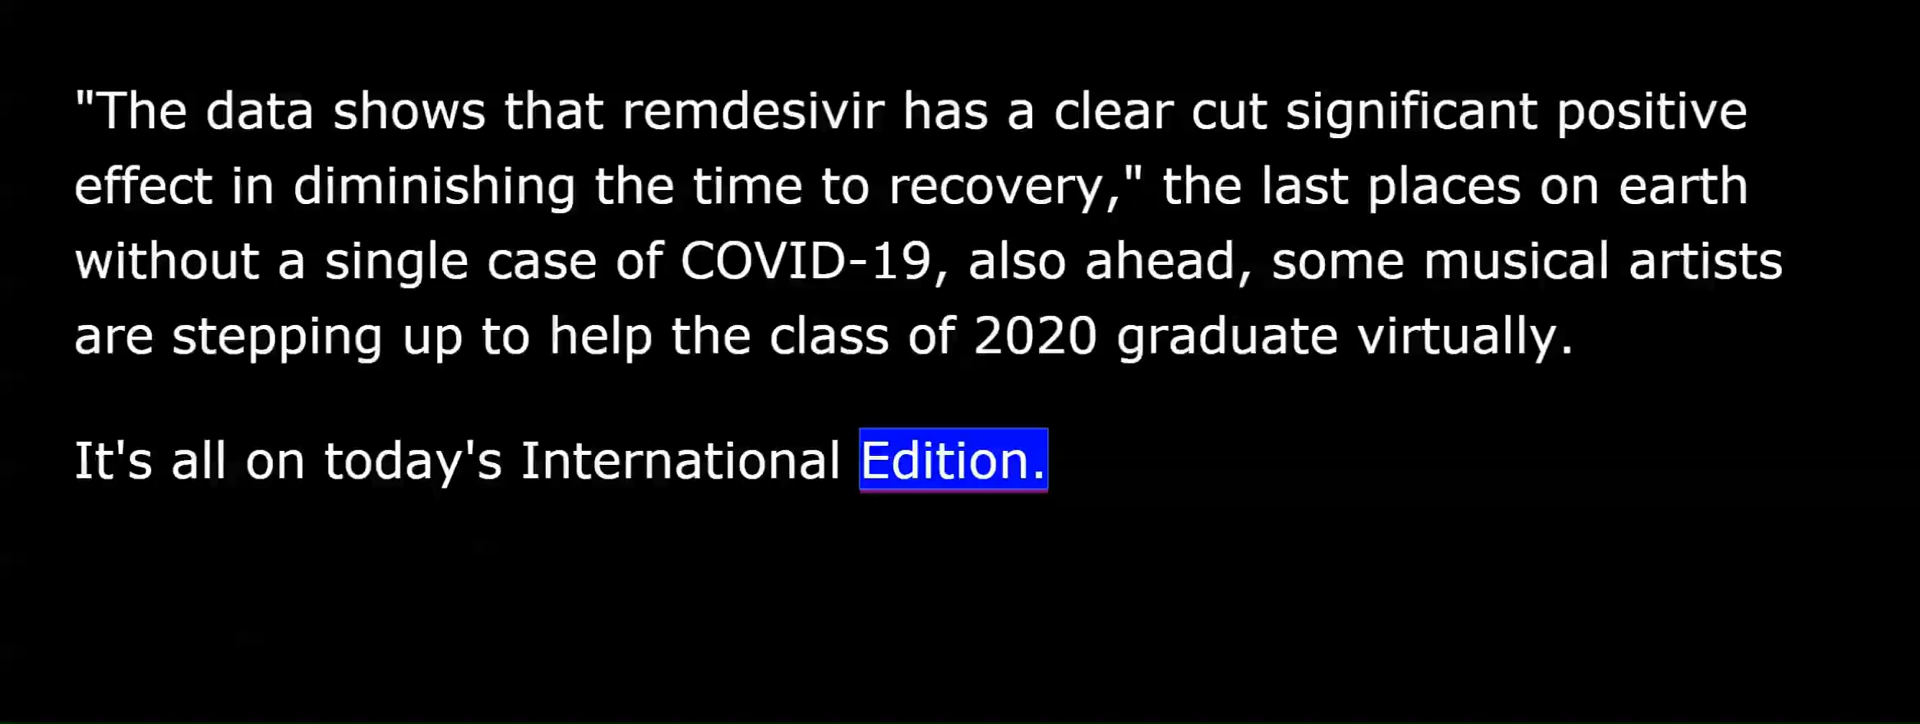 "The data shows that remdesivir has a clear cut significant positive
effect in diminishing the time to recovery," the last places on earth
without a single case of COVID-19, also ahead, some musical artists
are stepping up to help the class of 2020 graduate virtually.
It's all on today's International Edition.